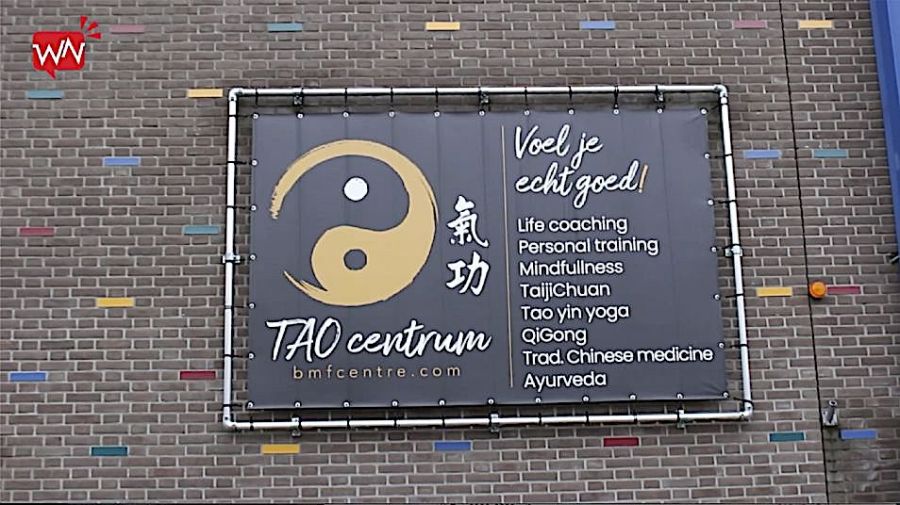 WN
氣
功
TAO centrum
bmfcentre.com
Voel je
echt goed!
Life coaching
Personal training
Mindfullness
TaijiChuan
Tao yin yoga
QiGong
Trad. Chinese medicine
Ayurveda